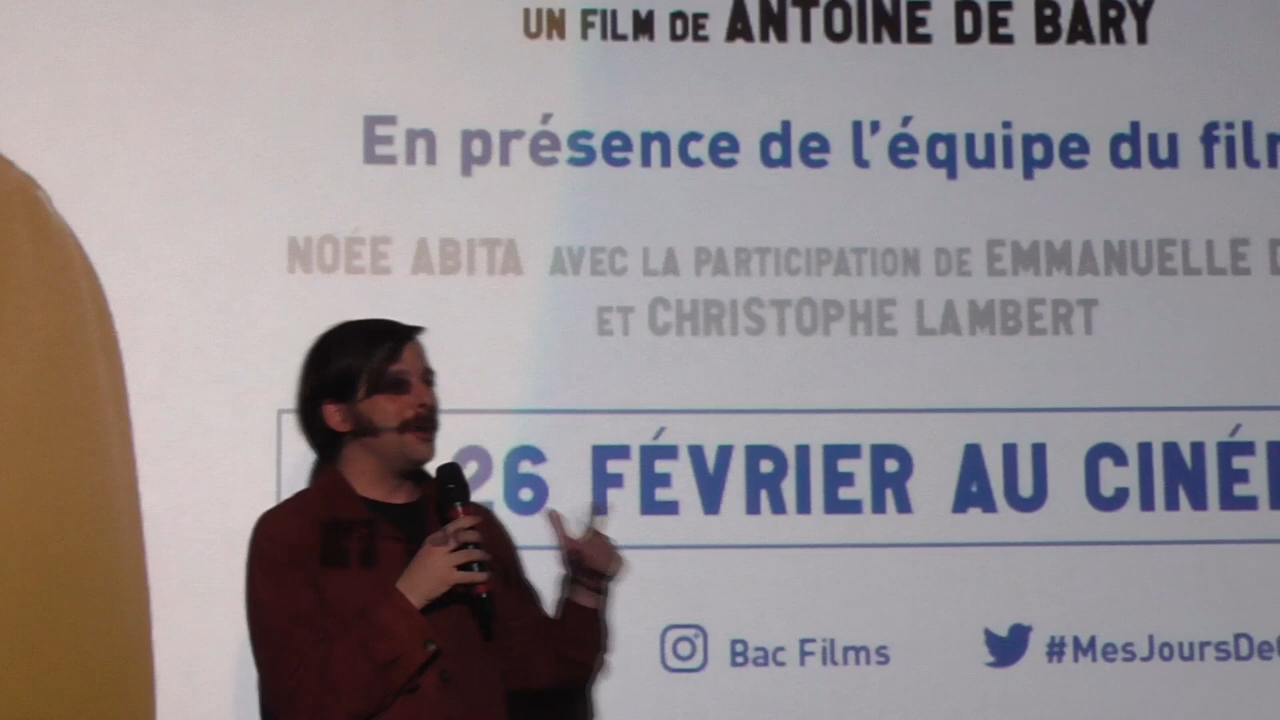 UN FILM DE ANTOINE DE BARY
En présence de l'équipe du film
NOÉE ABITA AVEC LA PARTICIPATION DE EMMANUELLE
ET CHRISTOPHE LAMBERT
26 FÉVRIER AU CINÉ
Bac Films
#MesJoursDe